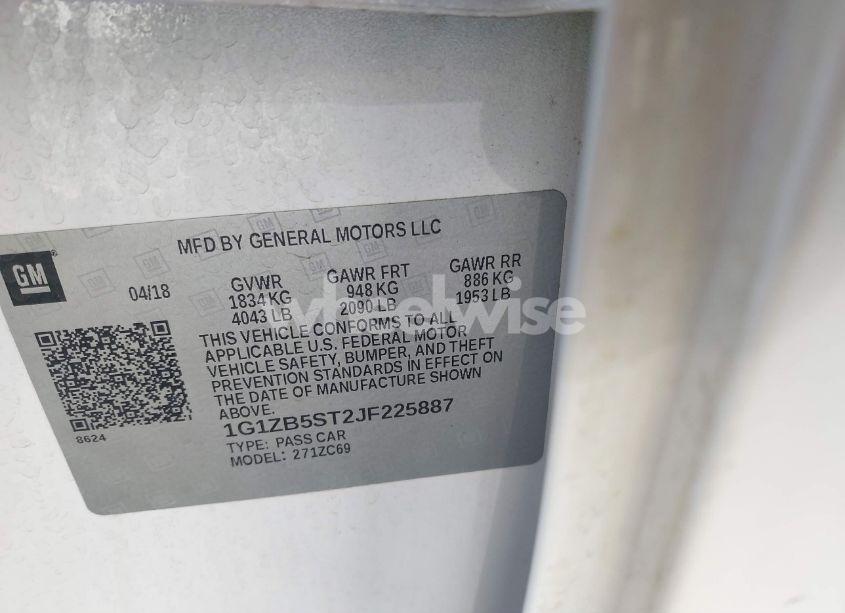 MFD BY GENERAL MOTORS LLC
GM
04/18
GVWR
1834 KG
4043 LB
GAWR FRT
948 KG
2090 LB
GAWR RR
886 KG
1953 LB
THIS VEHICLE CONFORMS TO ALL
APPLICABLE U.S. FEDERAL MOTOR
VEHICLE SAFETY, BUMPER, AND THEFT
PREVENTION STANDARDS IN EFFECT ON
THE DATE OF MANUFACTURE SHOWN
ABOVE.
1G1ZB5ST2JF225887
TYPE: PASS CAR
MODEL: 271ZC69
8624
wheelwise